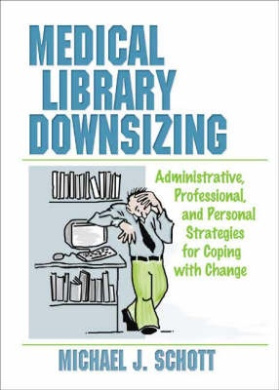 MEDICAL
LIBRARY
DOWNSIZING
Administrative,
Professional,
and Personal
Strategies
for Coping
with Change
MICHAEL J. SCHOTT